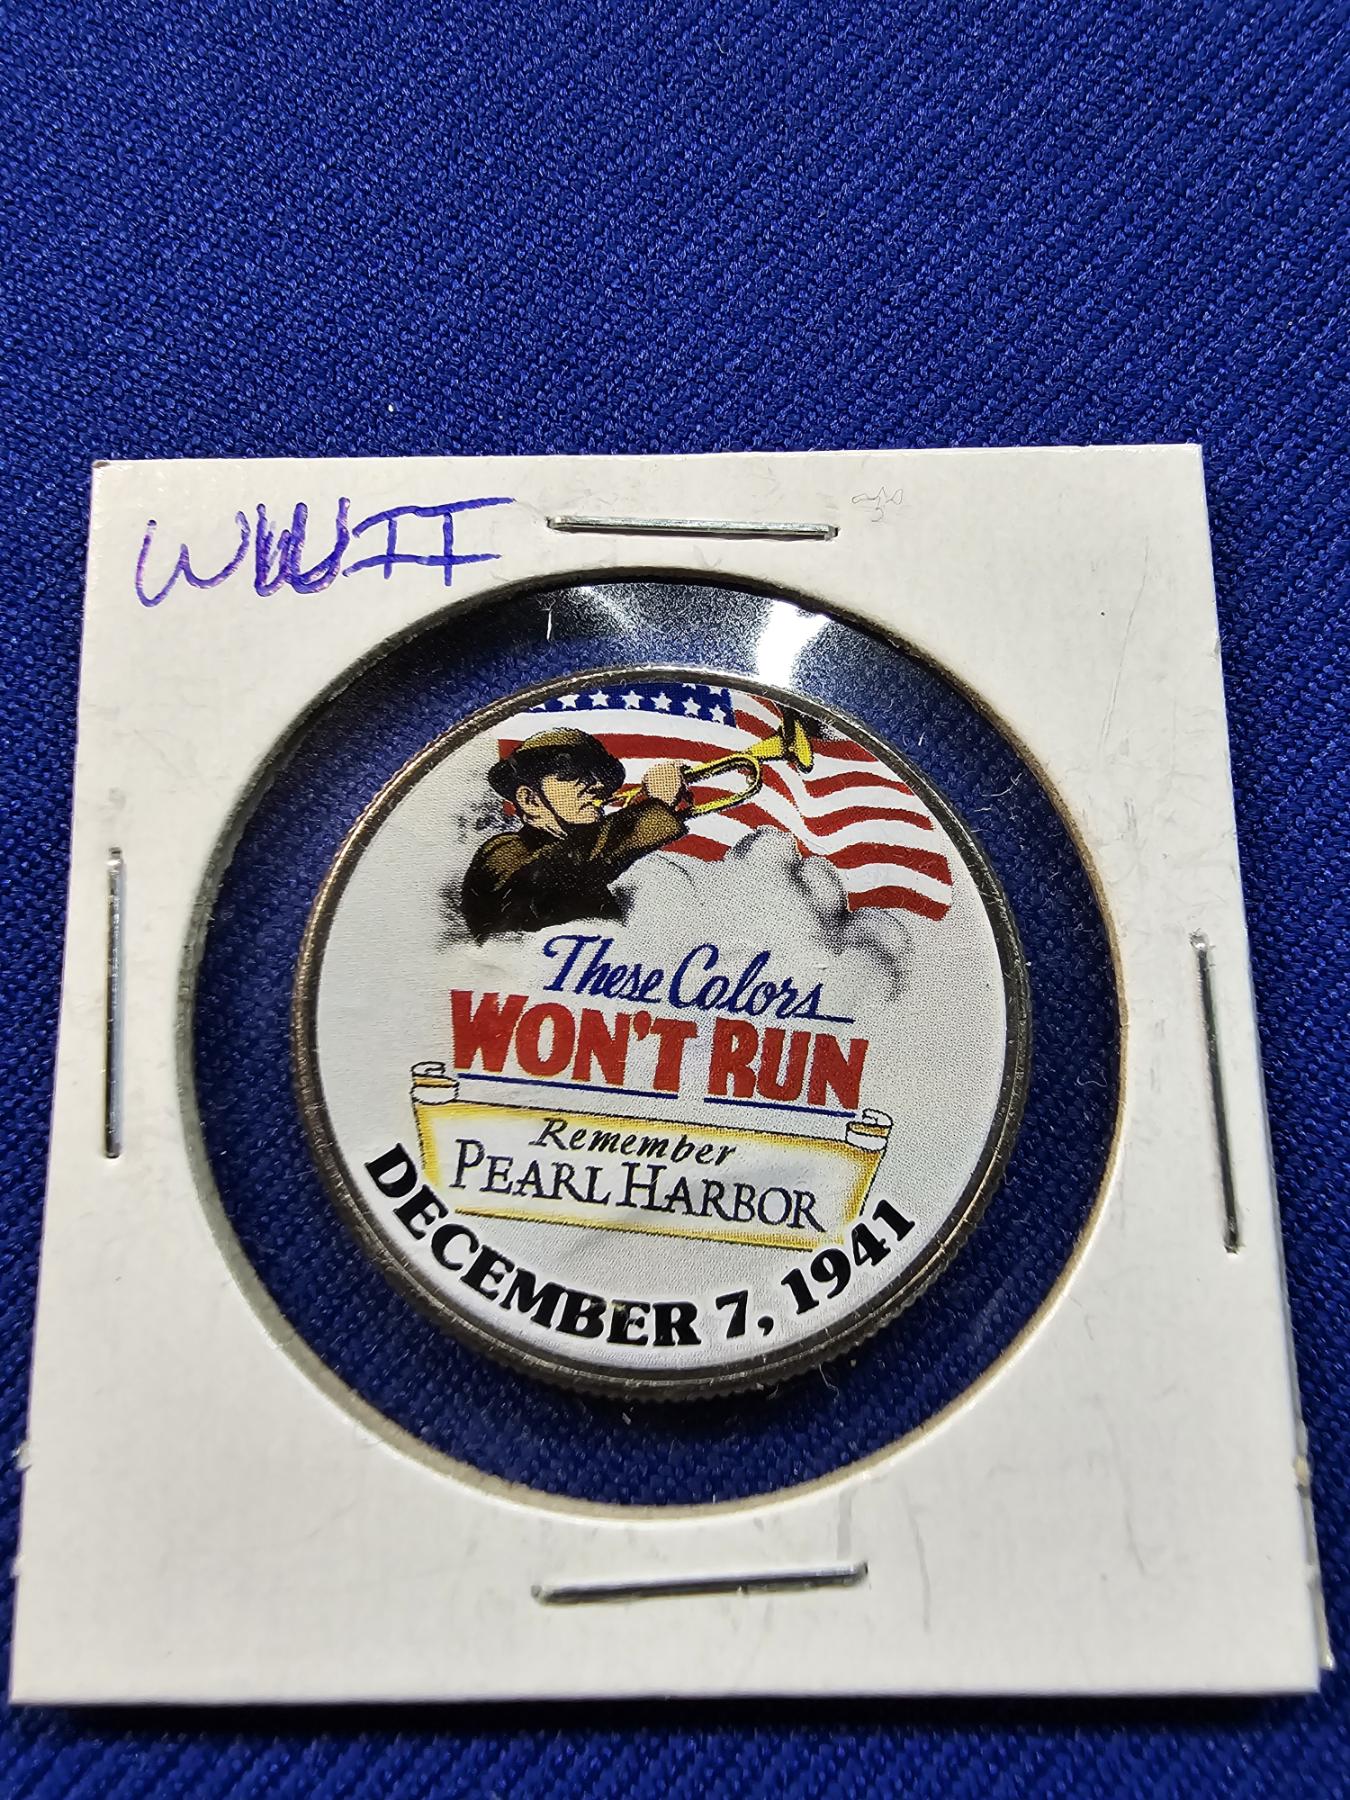 WWII
These Colors
WON'T RUN
Remember
PEARL HARBOR
DECEMBER 7, 1941